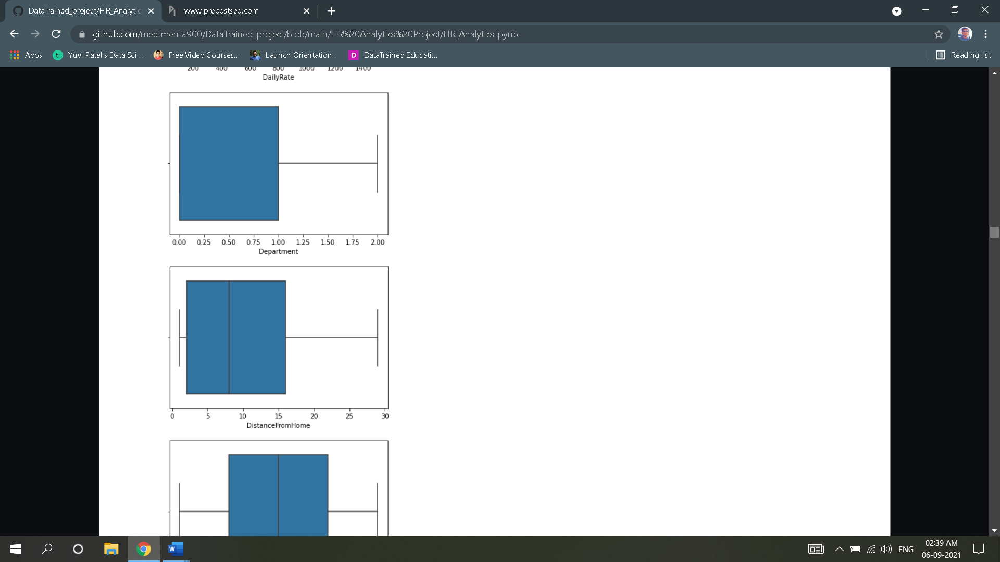 DataTrained_project/HR_Analytic
www.prepostseo.com
github.com/meetmehta900/DataTrained_project/blob/main/HR%20Analytics%20Project/HR_Analytics.ipynb
Apps
Yuvi Patel's Data Sci...
Free Video Courses...
Launch Orientation...
D
DataTrained Educati...
Reading list
200 400 600 800 1000 1200 1400
DailyRate
0.00 0.25 0.50 0.75 1.00 1.25 1.50 1.75 2.00
Department
0 5 10 15 20 25 30
DistanceFromHome
W
ENG
02:39 AM
06-09-2021